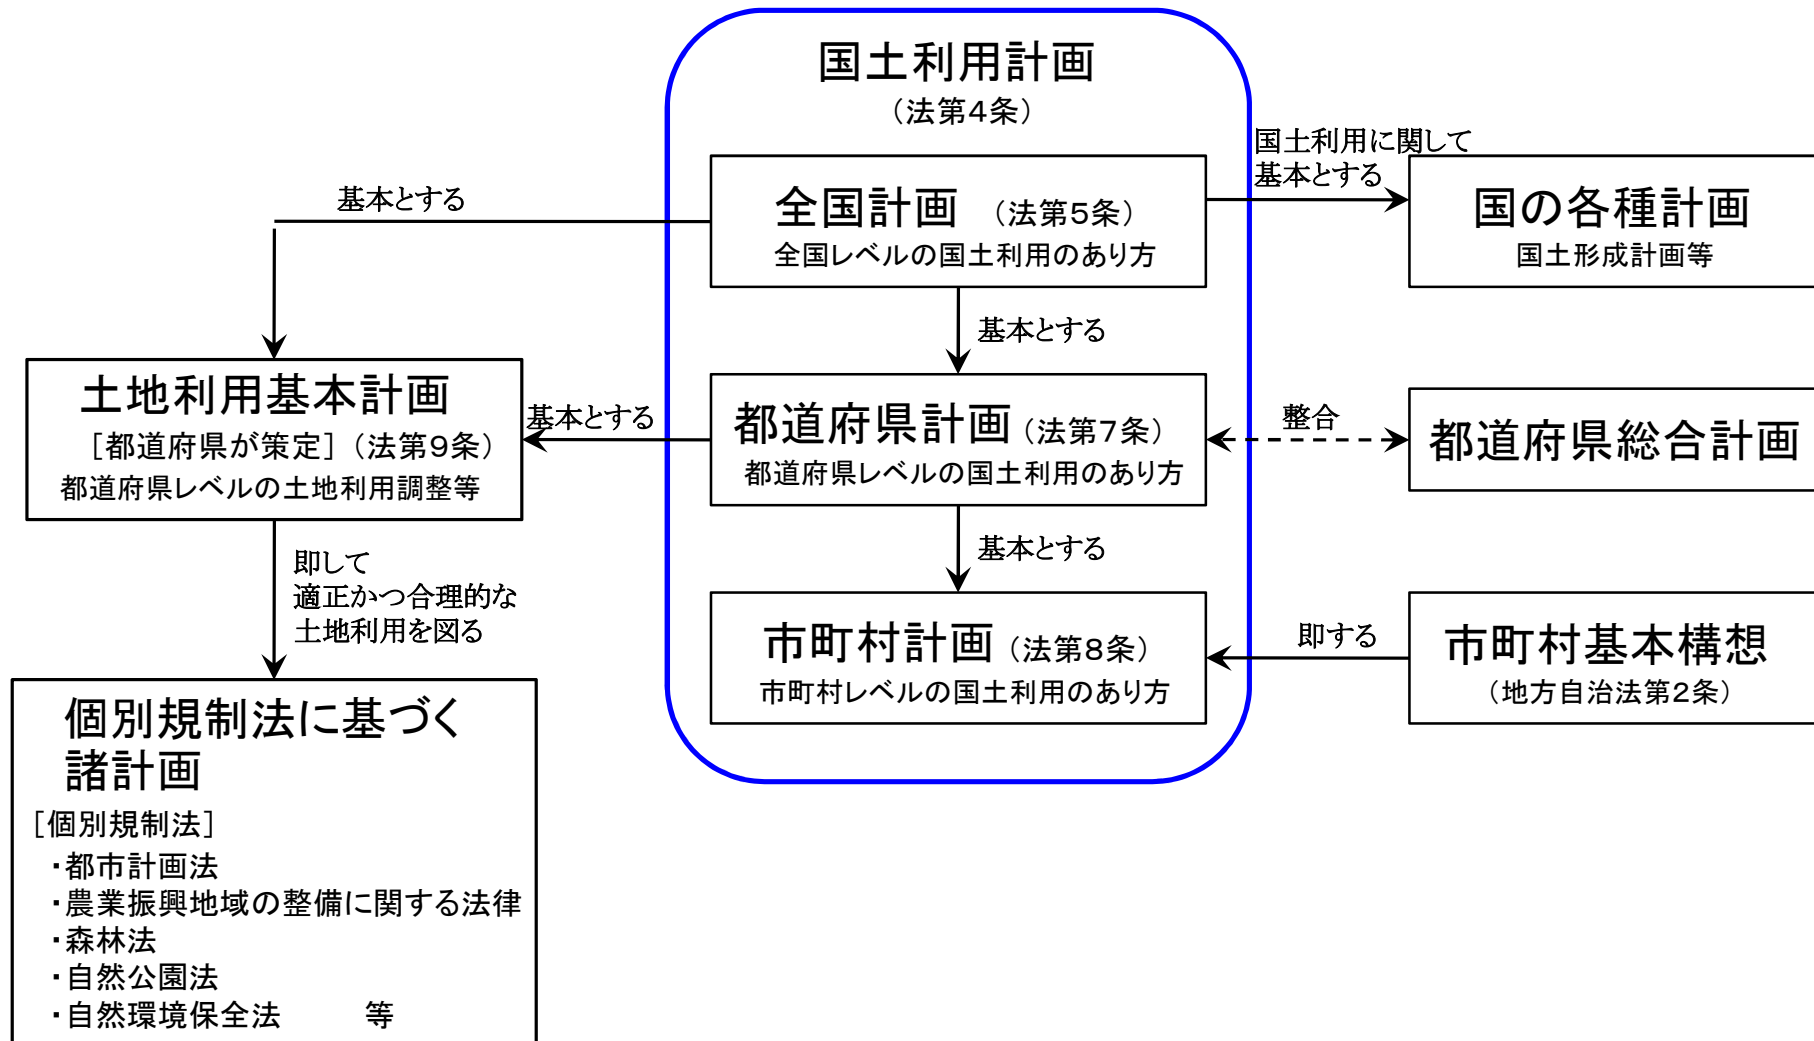 国土利用計画
（法第４条）
基本とする
全国計画 （法第５条）
全国レベルの国土利用のあり方
国土利用に関して
基本とする
国の各種計画
国土形成計画等
基本とする
土地利用基本計画
［都道府県が策定］（法第９条）
都道府県レベルの土地利用調整等
基本とする
都道府県計画（法第７条）
都道府県レベルの国土利用のあり方
整合
都道府県総合計画
基本とする
即して
適正かつ合理的な
土地利用を図る
市町村計画（法第８条）
市町村レベルの国土利用のあり方
即する
市町村基本構想
（地方自治法第２条）
個別規制法に基づく
諸計画
［個別規制法］
・都市計画法
・農業振興地域の整備に関する法律
・森林法
・自然公園法
・自然環境保全法　　等